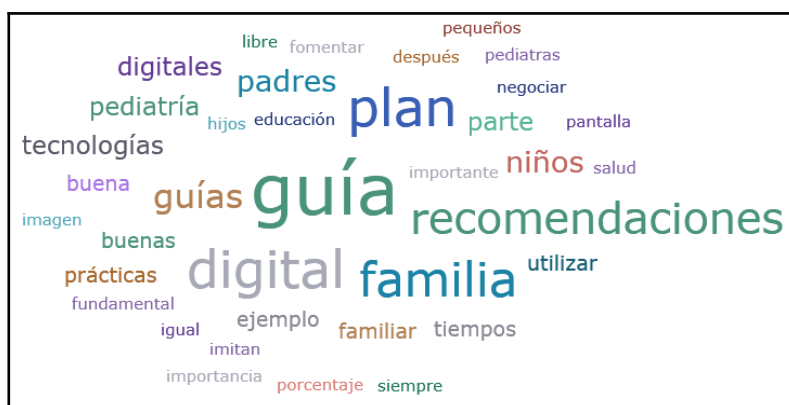 pequeños
libre
fomentar
después
pediatras
digitales
padres
negociar
plan
pediatría
hijos
educación
parte
pantalla
tecnologías
importante
niños
salud
buena
guías
guía
imagen
recomendaciones
buenas
digital
familia
utilizar
prácticas
fundamental
ejemplo
familiar
tiempos
igual
imitan
importancia
porcentaje
siempre